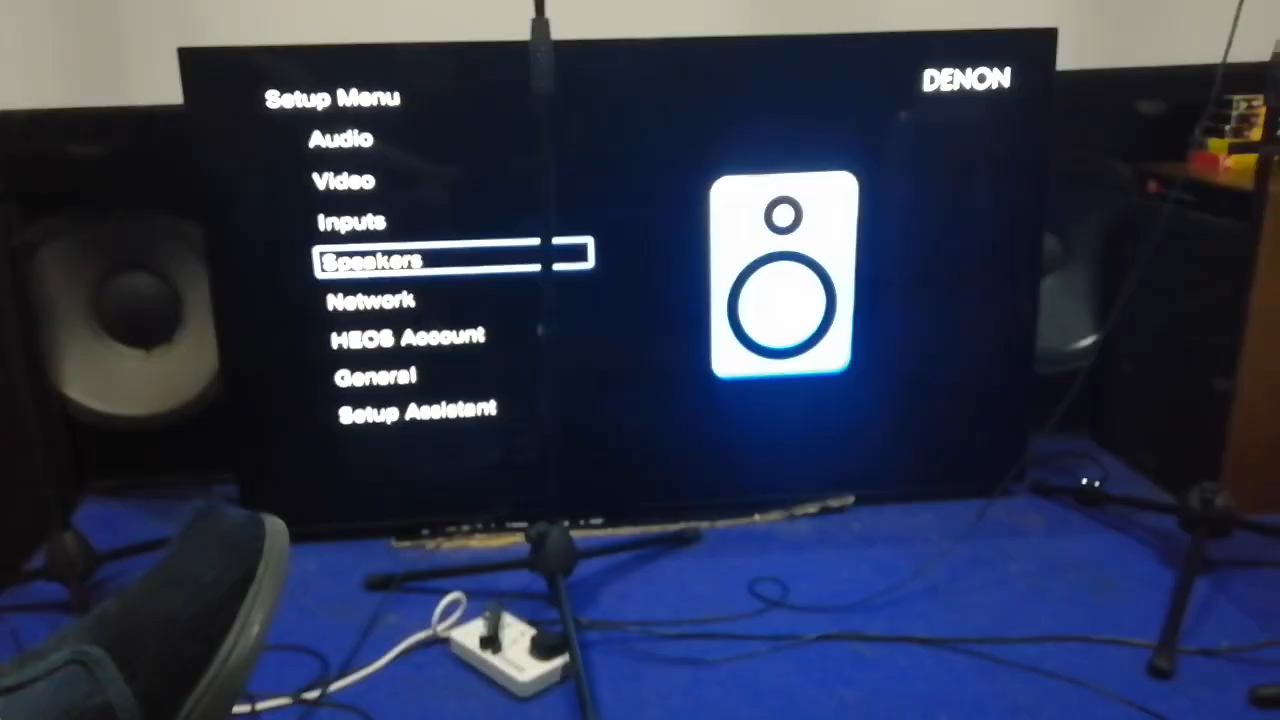 Setup Menu
DENON
Audio
Video
Inputs
Speakers
Network
HEOS Account
General
Setup Assistant